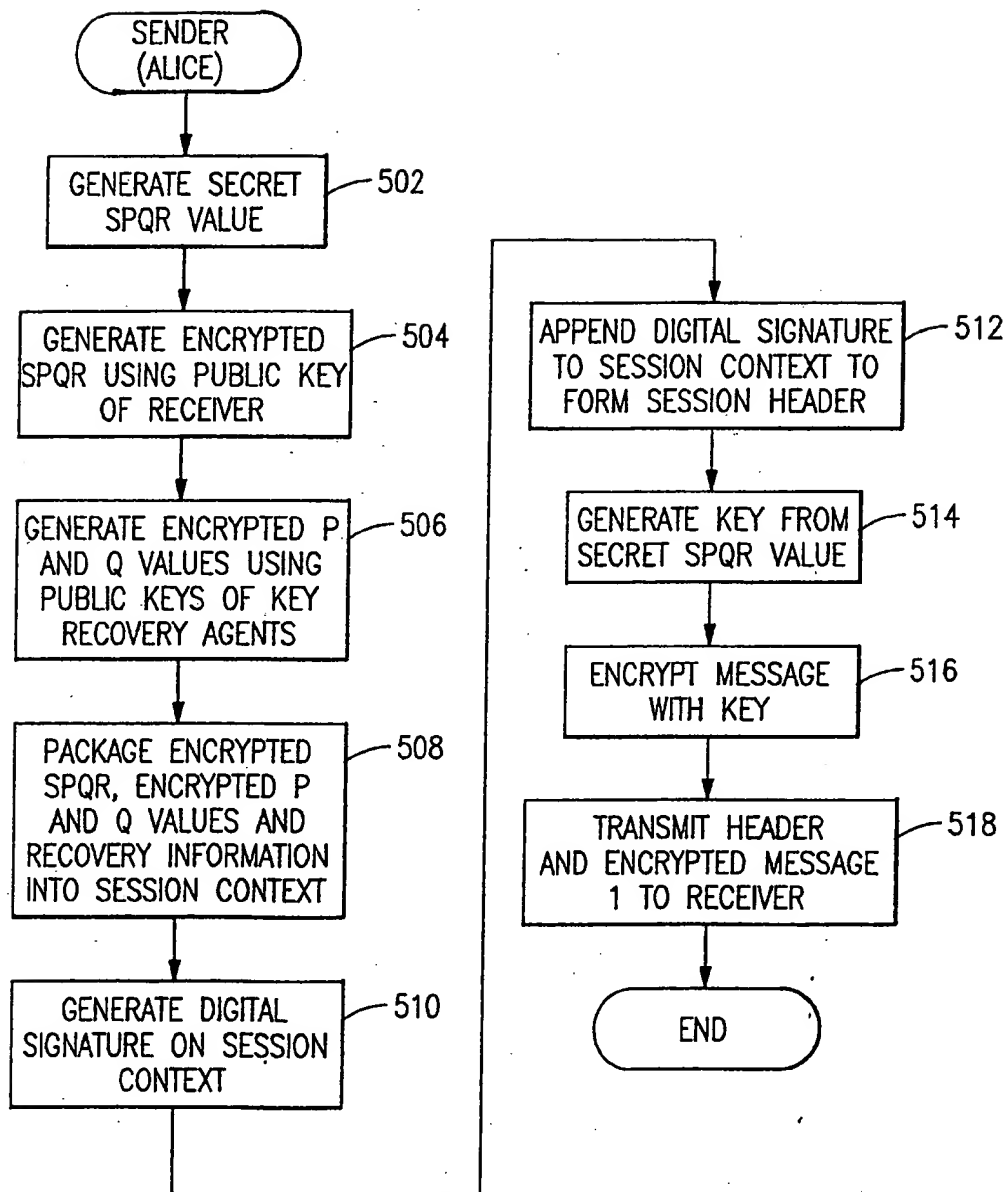 SENDER
(ALICE)
GENERATE SECRET
SPQR VALUE
502
GENERATE ENCRYPTED
SPQR USING PUBLIC KEY
OF RECEIVER
504
GENERATE ENCRYPTED P
AND Q VALUES USING
PUBLIC KEYS OF KEY
RECOVERY AGENTS
506
PACKAGE ENCRYPTED
SPQR, ENCRYPTED P
AND Q VALUES AND
RECOVERY INFORMATION
INTO SESSION CONTEXT
508
GENERATE DIGITAL
SIGNATURE ON SESSION
CONTEXT
510
APPEND DIGITAL SIGNATURE
TO SESSION CONTEXT TO
FORM SESSION HEADER
512
GENERATE KEY FROM
SECRET SPQR VALUE
514
ENCRYPT MESSAGE
WITH KEY
516
TRANSMIT HEADER
AND ENCRYPTED MESSAGE
1 TO RECEIVER
518
END